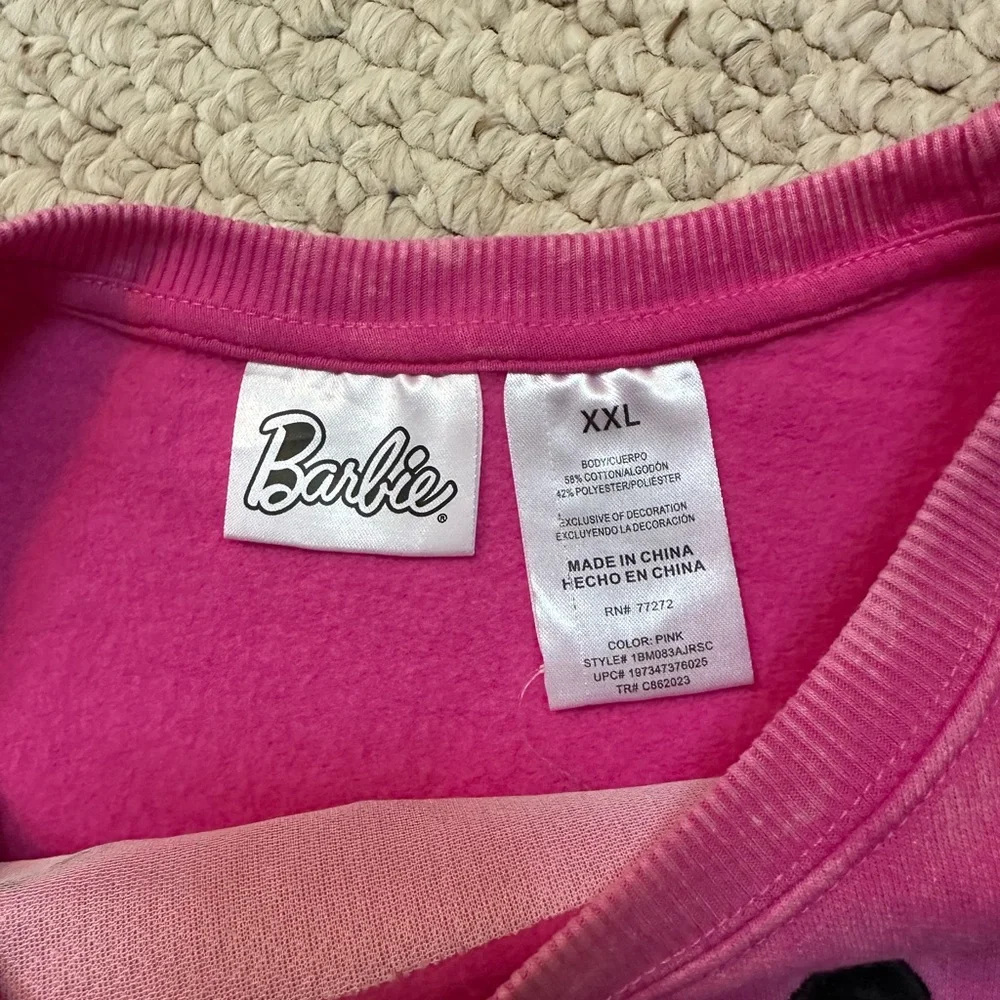 Barbie®
XXL
BODY/CUERPO
58% COTTON/ALGODÓN
42% POLYESTER/POLIÉSTER
EXCLUSIVE OF DECORATION
EXCLUYENDO LA DECORACIÓN
MADE IN CHINA
HECHO EN CHINA
RN# 77272
COLOR: PINK
STYLE# 1BM083AJRSC
UPC# 197347376025
TR# C862023